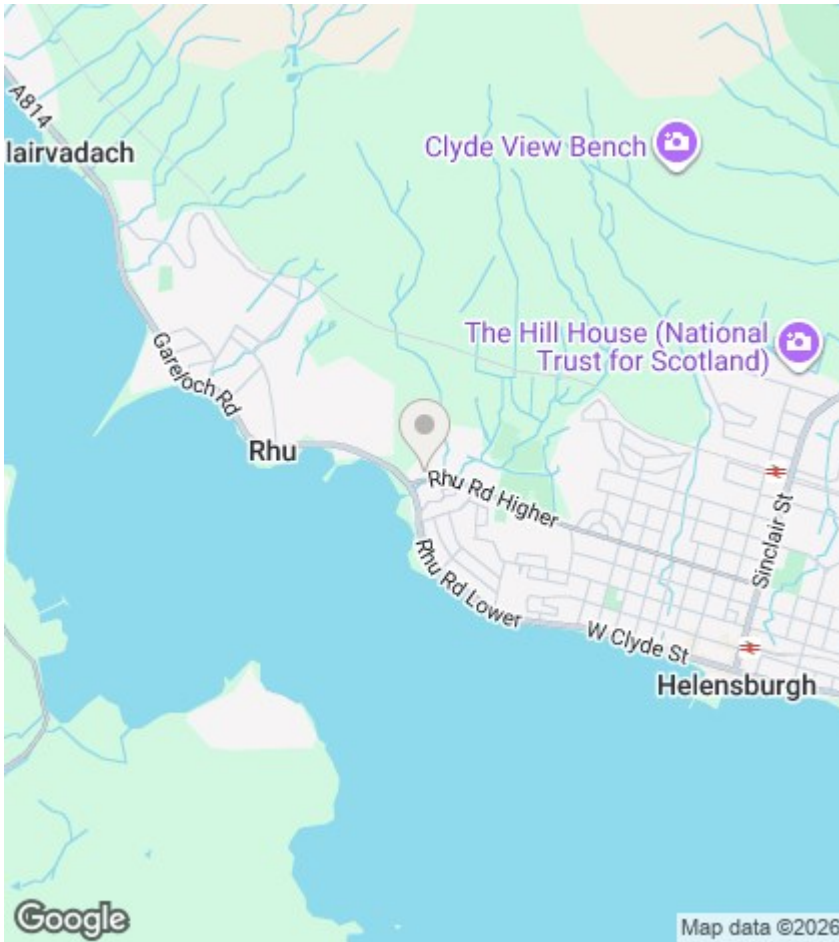 A814
lairvadach
Clyde View Bench
The Hill House (National
Trust for Scotland)
Gareloch Rd
Rhu
Rhu Rd Higher
Sinclair St
Rhu Rd Lower
W Clyde St
Helensburgh
Google
Map data ©2026